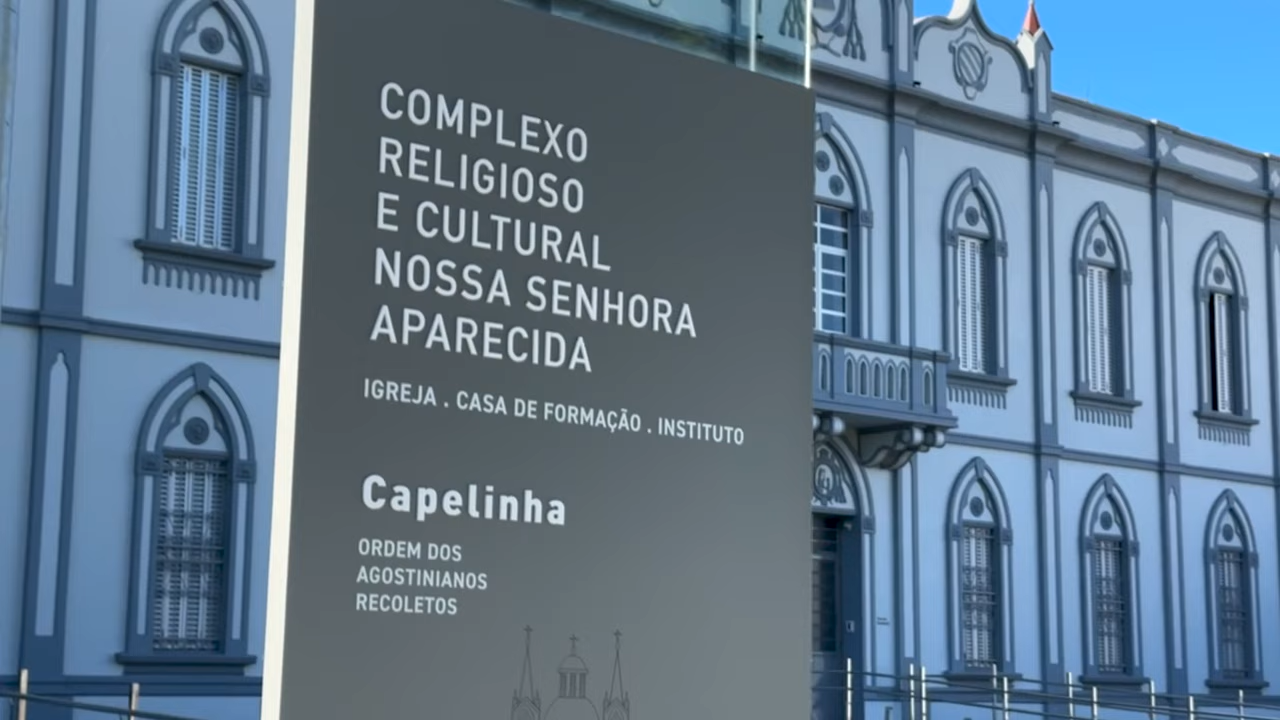 COMPLEXO
RELIGIOSO
E CULTURAL
NOSSA SENHORA
APARECIDA
IGREJA . CASA DE FORMAÇÃO . INSTITUTO
Capelinha
ORDEM DOS
AGOSTINIANOS
RECOLETOS